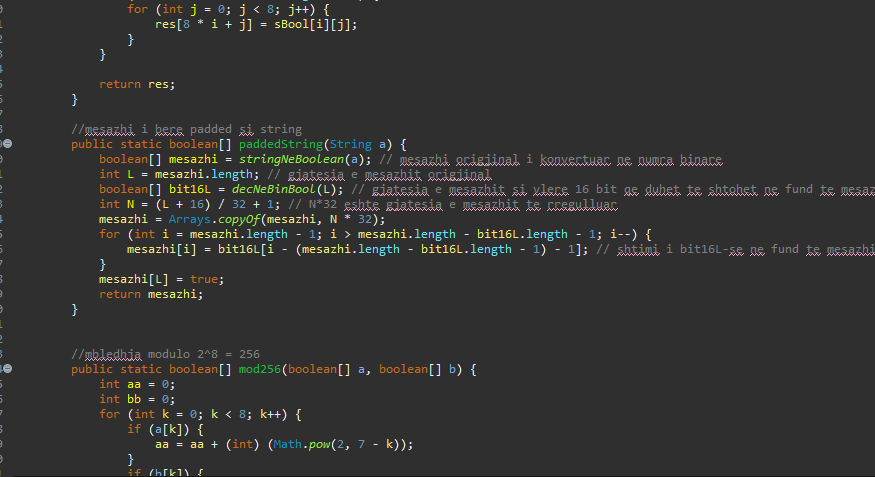 for (int j = 0; j < 8; j++) {
res[8 * i + j] = sBool[i][j];
}
}
return res;
}
//mesazhi i bere padded si string
public static boolean[] paddedString(String a) {
boolean[] mesazhi = stringNeBoolean(a); // mesazhi origjinal i konvertuar ne numra binare
int L = mesazhi.length; // gjatesia e mesazhit origjinal
boolean[] bit16L = decNeBinBool(L); // gjatesia e mesazhit si vlere 16 bit qe duhet te shtohet ne fund te mesaz
int N = (L + 16) / 32 + 1; // N*32 eshte gjatesia e mesazhit te rregulluar
mesazhi = Arrays.copyOf(mesazhi, N * 32);
for (int i = mesazhi.length - 1; i > mesazhi.length - bit16L.length - 1; i--) {
mesazhi[i] = bit16L[i - (mesazhi.length - bit16L.length - 1) - 1]; // shtimi i bit16L-se ne fund te mesazhi
}
mesazhi[L] = true;
return mesazhi;
}
//mbledhja modulo 2^8 = 256
public static boolean[] mod256(boolean[] a, boolean[] b) {
int aa = 0;
int bb = 0;
for (int k = 0; k < 8; k++) {
if (a[k]) {
aa = aa + (int) (Math.pow(2, 7 - k));
}
if (b[k]) {